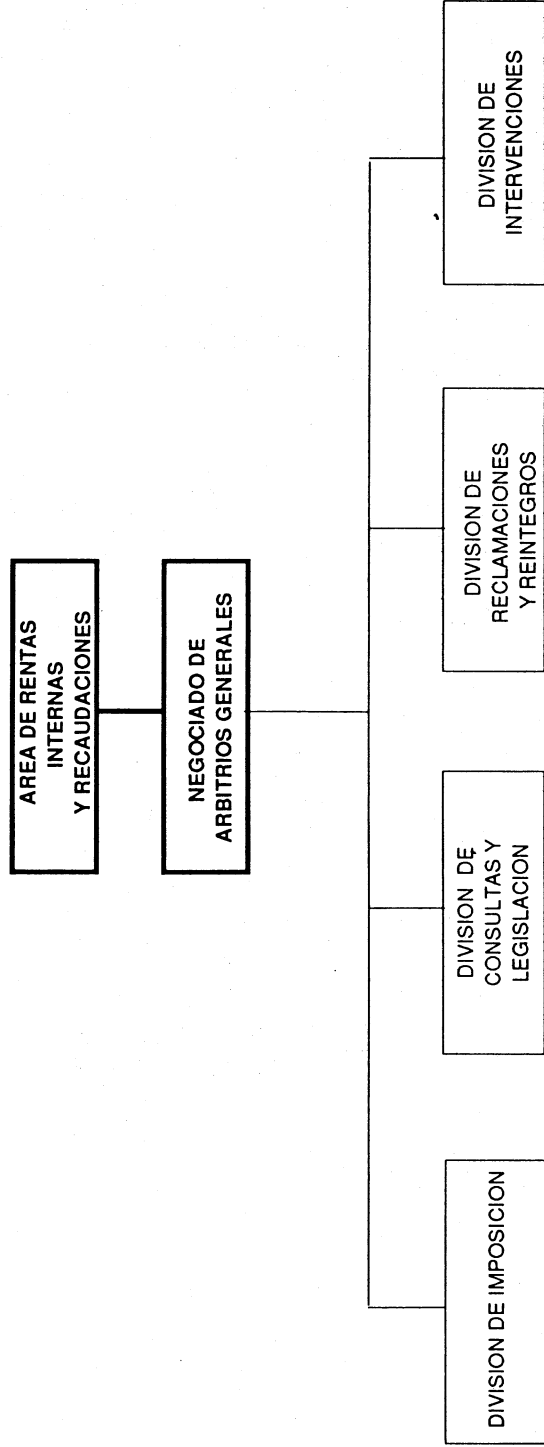 AREA DE RENTAS
INTERNAS
Y RECAUDACIONES
NEGOCIADO DE
ARBITRIOS GENERALES
DIVISION DE IMPOSICION
DIVISION DE
CONSULTAS Y
LEGISLACION
DIVISION DE
RECLAMACIONES
Y REINTEGROS
DIVISION DE
INTERVENCIONES